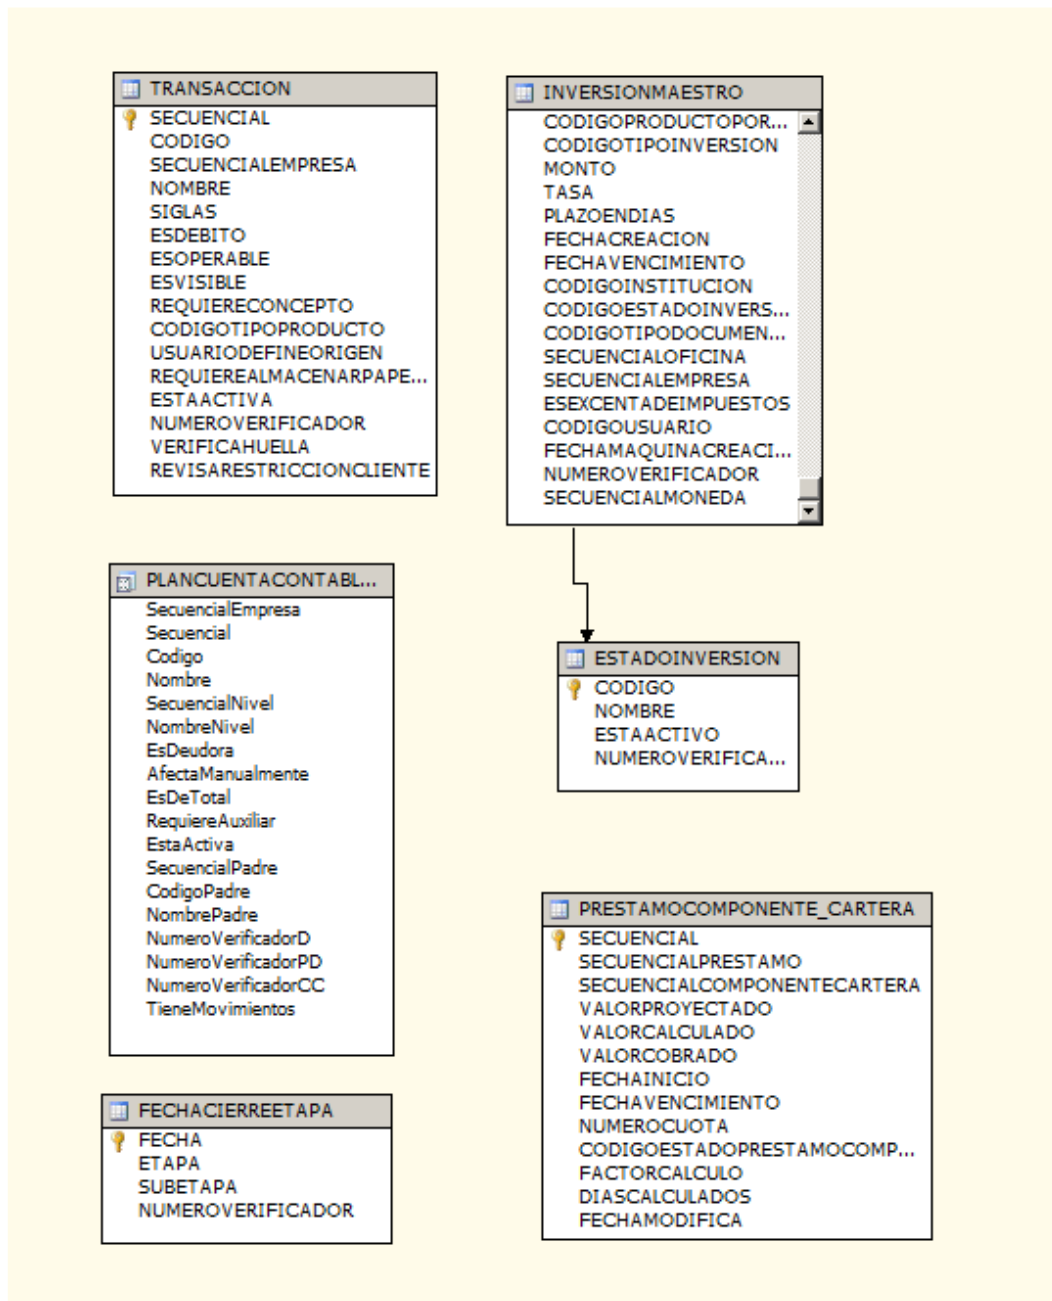 TRANSACCION
SECUENCIAL
CODIGO
SECUENCIALEMPRESA
NOMBRE
SIGLAS
ESDEBITO
ESOPERABLE
ESVISIBLE
REQUIERECONCEPTO
CODIGOTIPOPRODUCTO
USUARIODEFINEORIGEN
REQUIEREALMACENARPAPE...
ESTAACTIVA
NUMEROVERIFICADOR
VERIFICAHUELLA
REVISARESTRICCIONCLIENTE
INVERSIONMAESTRO
CODIGOPRODUCTOPOR...
CODIGOTIPOINVERSION
MONTO
TASA
PLAZOENDIAS
FECHACREACION
FECHAVENCIMIENTO
CODIGOINSTITUCION
CODIGOESTADOINVERS...
CODIGOTIPODOCUMEN...
SECUENCIALOFICINA
SECUENCIALEMPRESA
ESEXCENTADEIMPUESTOS
CODIGOUSUARIO
FECHAMAQUINACREACI...
NUMEROVERIFICADOR
SECUENCIALMONEDA
PLANCUENTACONTABL...
SecuencialEmpresa
Secuencial
Codigo
Nombre
SecuencialNivel
NombreNivel
EsDeudora
AfectaManualmente
EsDeTotal
RequiereAuxiliar
EstaActiva
SecuencialPadre
CodigoPadre
NombrePadre
NumeroVerificadorD
NumeroVerificadorPD
NumeroVerificadorCC
TieneMovimientos
ESTADOINVERSION
CODIGO
NOMBRE
ESTAACTIVO
NUMEROVERIFICA...
PRESTAMOCOMPONENTE_CARTERA
SECUENCIAL
SECUENCIALPRESTAMO
SECUENCIALCOMPONENTECARTERA
VALORPROYECTADO
VALORCALCULADO
VALORCOBRADO
FECHAINICIO
FECHAVENCIMIENTO
NUMEROCUOTA
CODIGOESTADOPRESTAMOCOMP...
FACTORCALCULO
DIASCALCULADOS
FECHAMODIFICA
FECHACIERREETAPA
FECHA
ETAPA
SUBETAPA
NUMEROVERIFICADOR